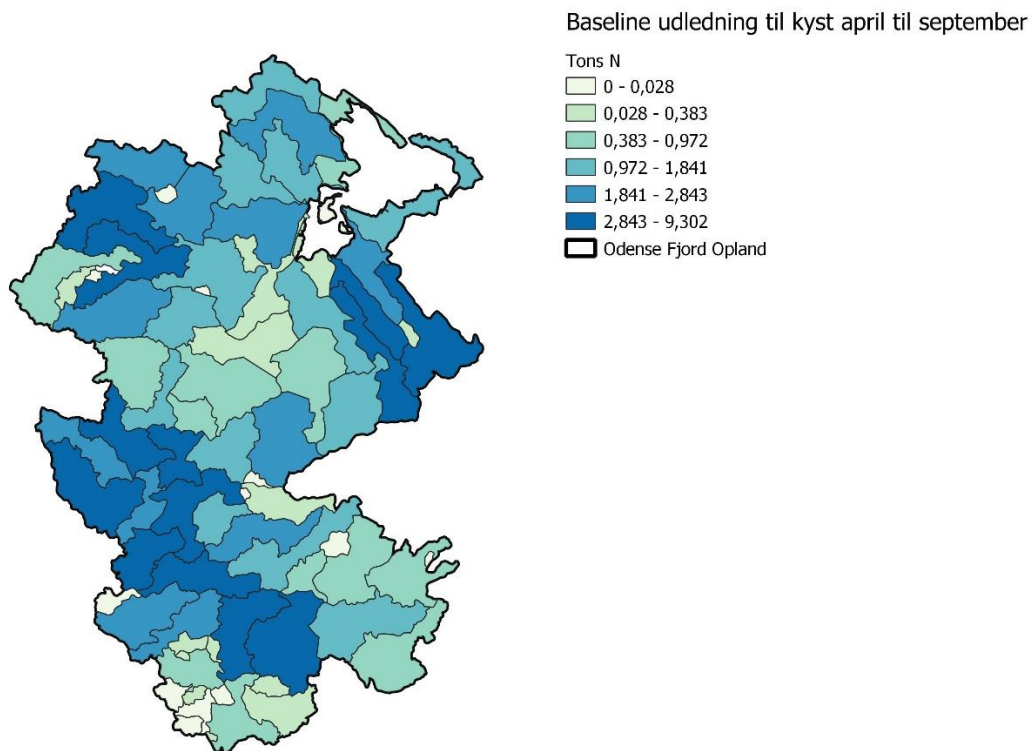 Baseline udledning til kyst april til september
Tons N
0 - 0,028
0,028 - 0,383
0,383 - 0,972
0,972 - 1,841
1,841 - 2,843
2,843 - 9,302
Odense Fjord Opland